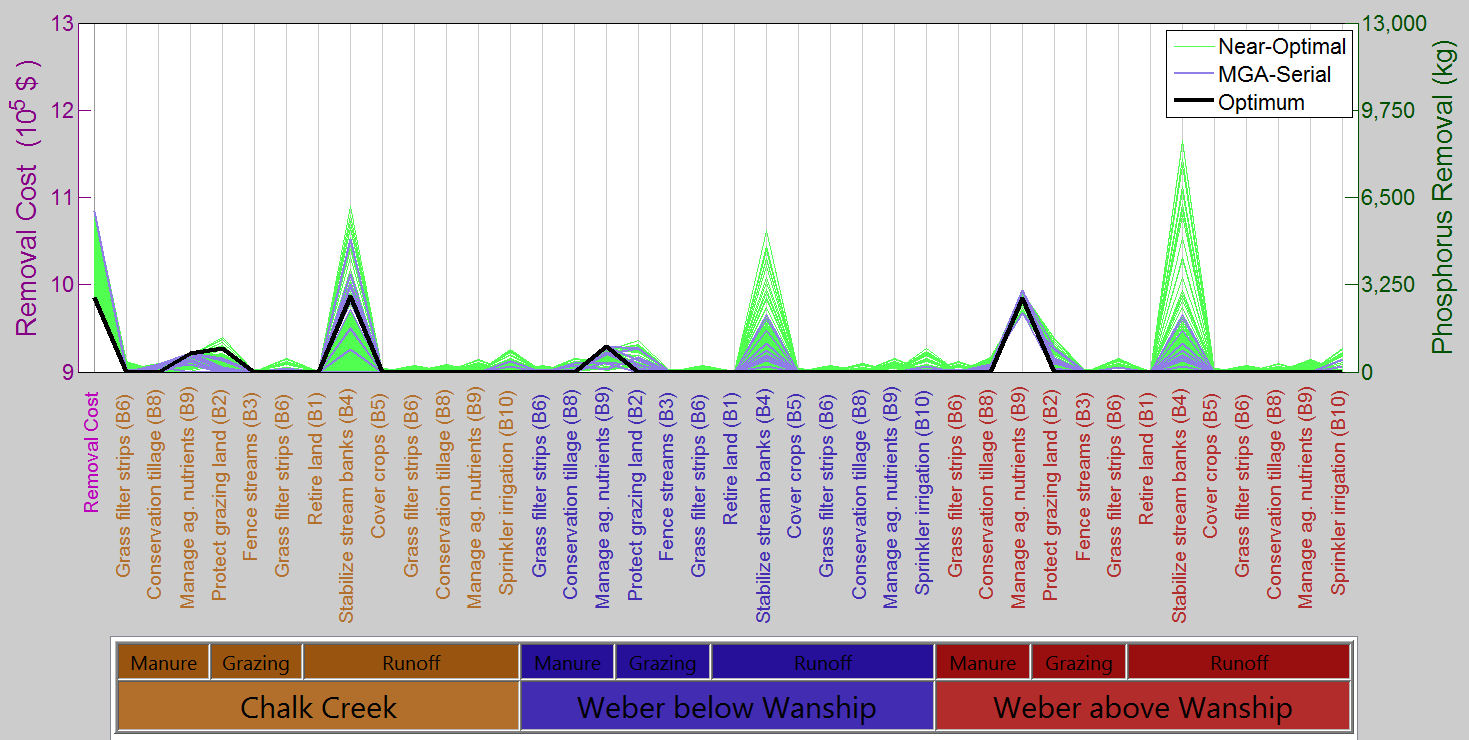 13
12
11
10
9
Removal Cost (10^5 $ )
13,000
9,750
6,500
3,250
0
Phosphorus Removal (kg)
Near-Optimal
MGA-Serial
Optimum
Removal Cost
Grass filter strips (B6)
Conservation tillage (B8)
Manage ag. nutrients (B9)
Protect grazing land (B2)
Fence streams (B3)
Grass filter strips (B6)
Retire land (B1)
Stabilize stream banks (B4)
Cover crops (B5)
Grass filter strips (B6)
Conservation tillage (B8)
Manage ag. nutrients (B9)
Sprinkler irrigation (B10)
Grass filter strips (B6)
Conservation tillage (B8)
Manage ag. nutrients (B9)
Protect grazing land (B2)
Fence streams (B3)
Grass filter strips (B6)
Retire land (B1)
Stabilize stream banks (B4)
Cover crops (B5)
Grass filter strips (B6)
Conservation tillage (B8)
Manage ag. nutrients (B9)
Sprinkler irrigation (B10)
Grass filter strips (B6)
Conservation tillage (B8)
Manage ag. nutrients (B9)
Protect grazing land (B2)
Fence streams (B3)
Grass filter strips (B6)
Retire land (B1)
Stabilize stream banks (B4)
Cover crops (B5)
Grass filter strips (B6)
Conservation tillage (B8)
Manage ag. nutrients (B9)
Sprinkler irrigation (B10)
Manure Grazing Runoff Manure Grazing Runoff Manure Grazing Runoff
Chalk Creek Weber below Wanship Weber above Wanship